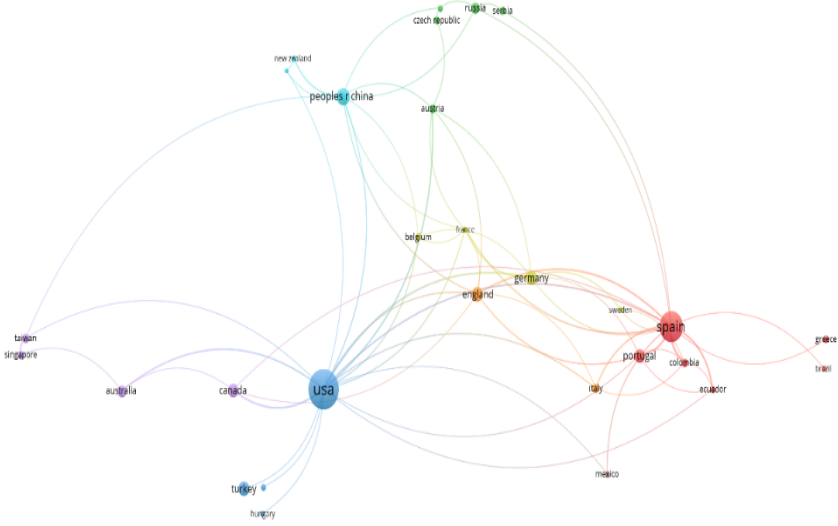 russia
serbia
czech republic
new zealand
peoples r china
austria
france
belgium
germany
england
sweden
spain
taiwan
greece
singapore
portugal
colombia
brazil
australia
canada
usa
italy
ecuador
mexico
turkey
hungary